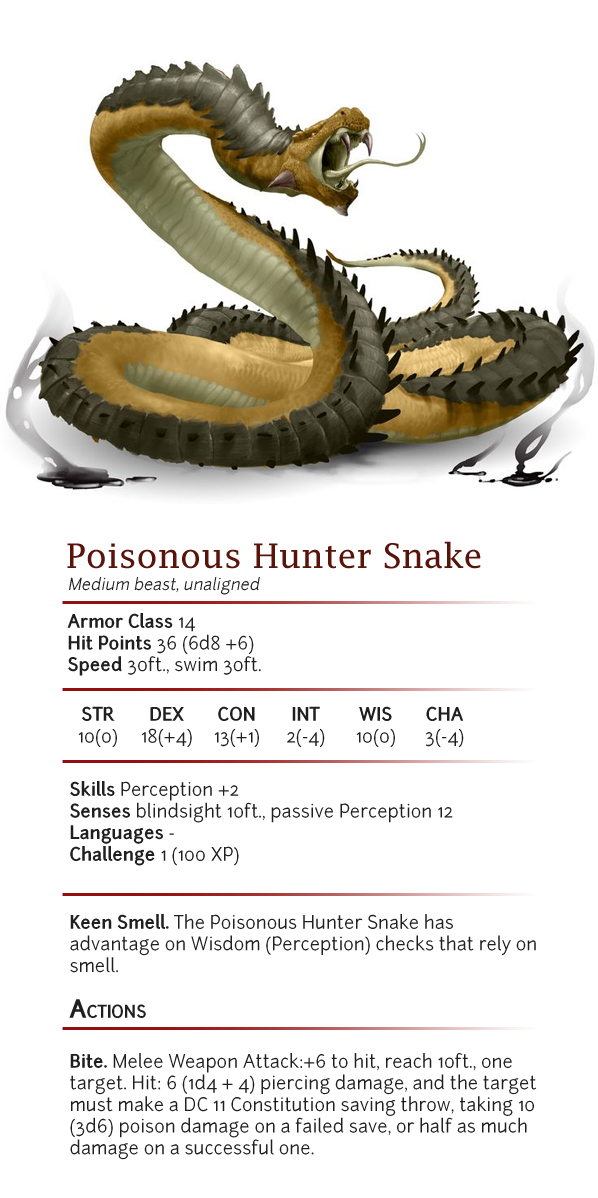 Poisonous Hunter Snake
Medium beast, unaligned
Armor Class 14
Hit Points 36 (6d8 +6)
Speed 30ft., swim 30ft.
STR DEX CON INT WIS CHA
10(0) 18(+4) 13(+1) 2(-4) 10(0) 3(-4)
Skills Perception +2
Senses blindsight 10ft., passive Perception 12
Languages -
Challenge 1 (100 XP)
Keen Smell. The Poisonous Hunter Snake has
advantage on Wisdom (Perception) checks that rely on
smell.
Actions
Bite. Melee Weapon Attack:+6 to hit, reach 10ft., one
target. Hit: 6 (1d4 + 4) piercing damage, and the target
must make a DC 11 Constitution saving throw, taking 10
(3d6) poison damage on a failed save, or half as much
damage on a successful one.